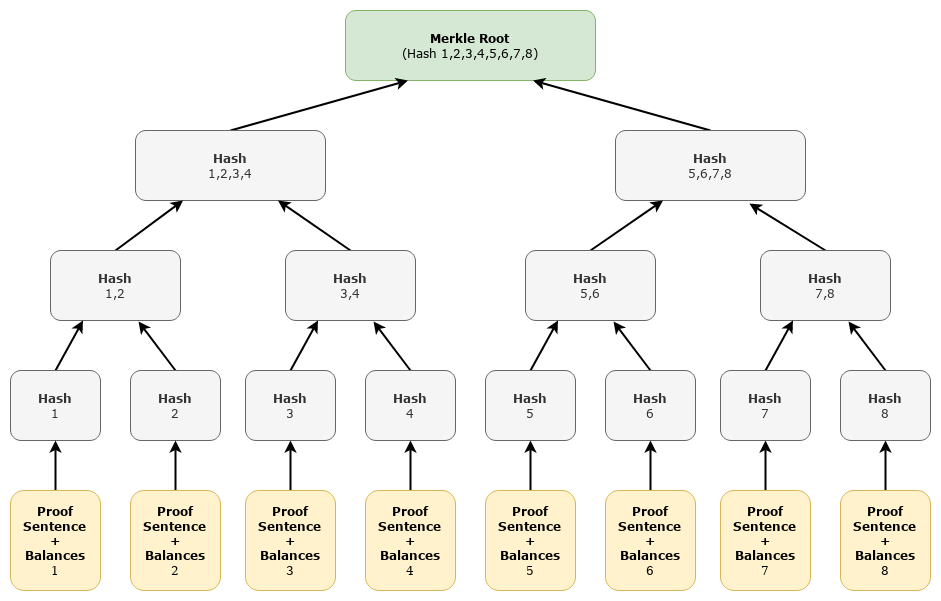 Merkle Root
(Hash 1,2,3,4,5,6,7,8)
Hash
1,2,3,4
Hash
5,6,7,8
Hash
1,2
Hash
3,4
Hash
5,6
Hash
7,8
Hash
1
Hash
2
Hash
3
Hash
4
Hash
5
Hash
6
Hash
7
Hash
8
Proof
Sentence
+
Balances
1
Proof
Sentence
+
Balances
2
Proof
Sentence
+
Balances
3
Proof
Sentence
+
Balances
4
Proof
Sentence
+
Balances
5
Proof
Sentence
+
Balances
6
Proof
Sentence
+
Balances
7
Proof
Sentence
+
Balances
8